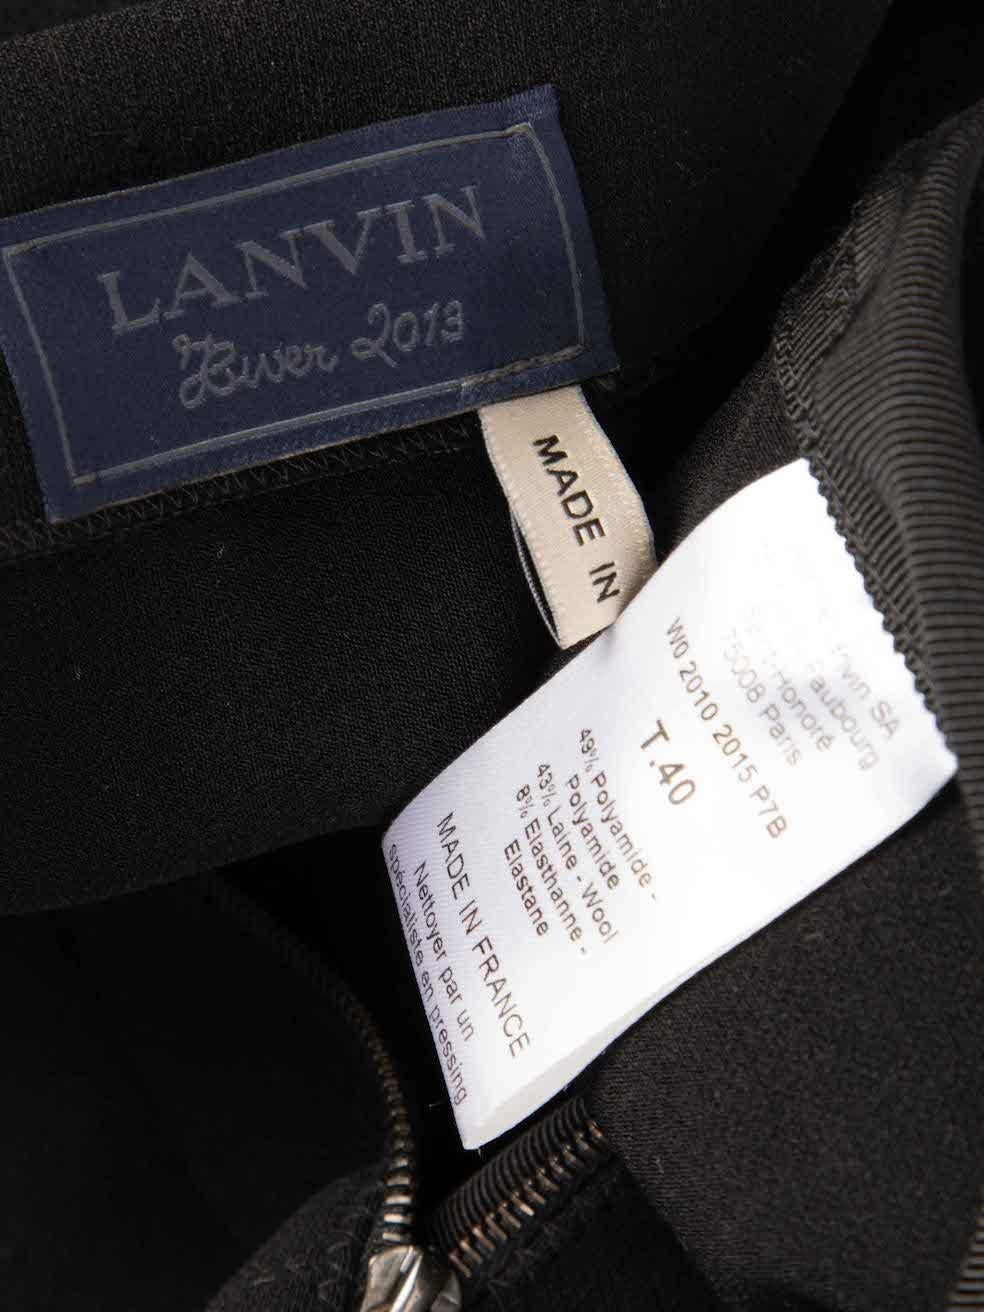 LANVIN
Hiver 2013
MADE IN
SA
Faubourg
Honoré
75008 Paris
W0 2010 2015 P7B
T.40
49% Polyamide -
Polyamide
43% Laine - Wool
8% Elasthanne -
Elastane
MADE IN FRANCE
Nettoyer par un
spécialiste en pressing